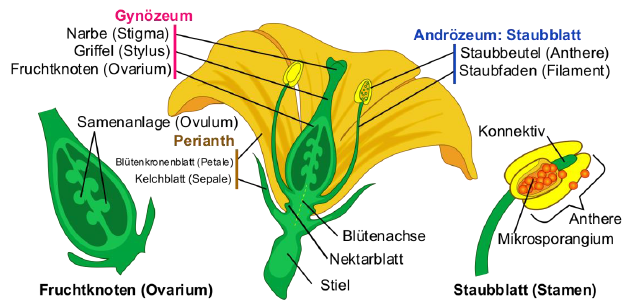 Gynözeum
Narbe (Stigma)
Griffel (Stylus)
Fruchtknoten (Ovarium)
Andrözeum: Staubblatt
Staubbeutel (Anthere)
Staubfaden (Filament)
Samenanlage (Ovulum)
Perianth
Blütenkronenblatt (Petale)
Kelchblatt (Sepale)
Konnektiv
Anthere
Mikrosporangium
Blütenachse
Nektarblatt
Stiel
Fruchtknoten (Ovarium)
Staubblatt (Stamen)